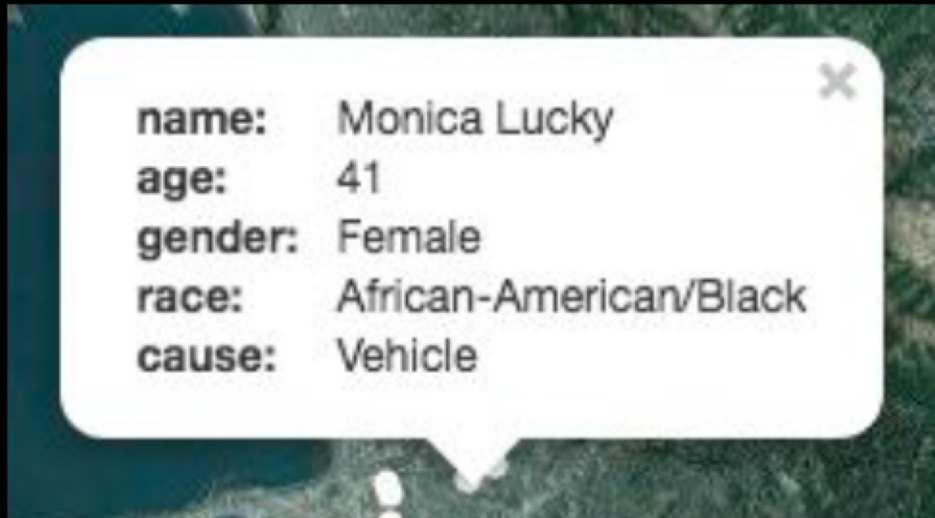 name: Monica Lucky
age: 41
gender: Female
race: African-American/Black
cause: Vehicle